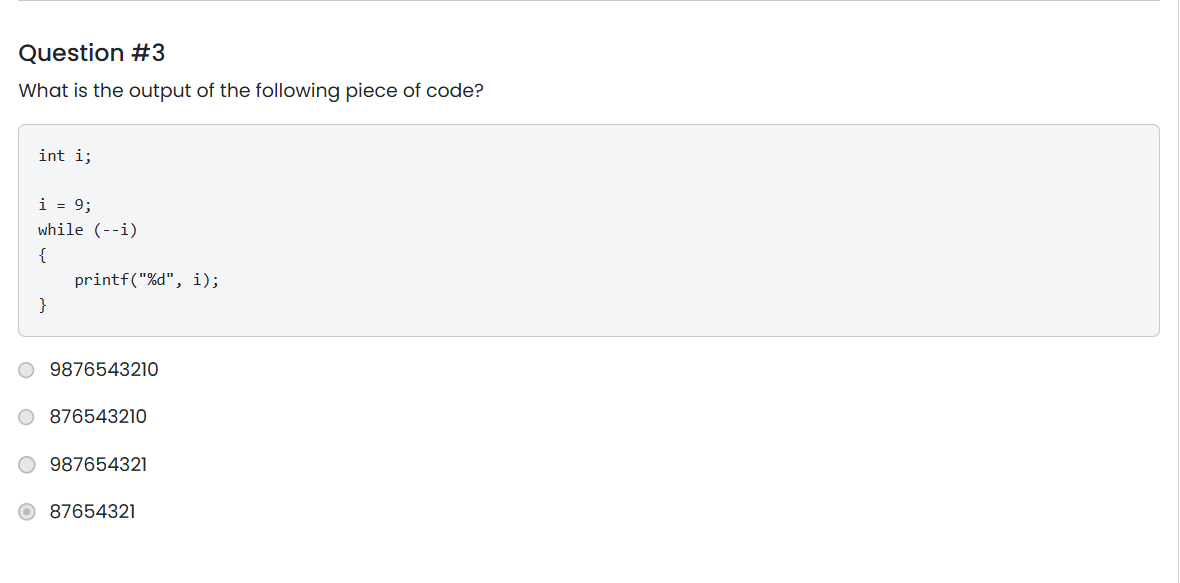 Question #3
What is the output of the following piece of code?
int i;
i = 9;
while (--i)
{
    printf("%d", i);
}
9876543210
876543210
987654321
87654321